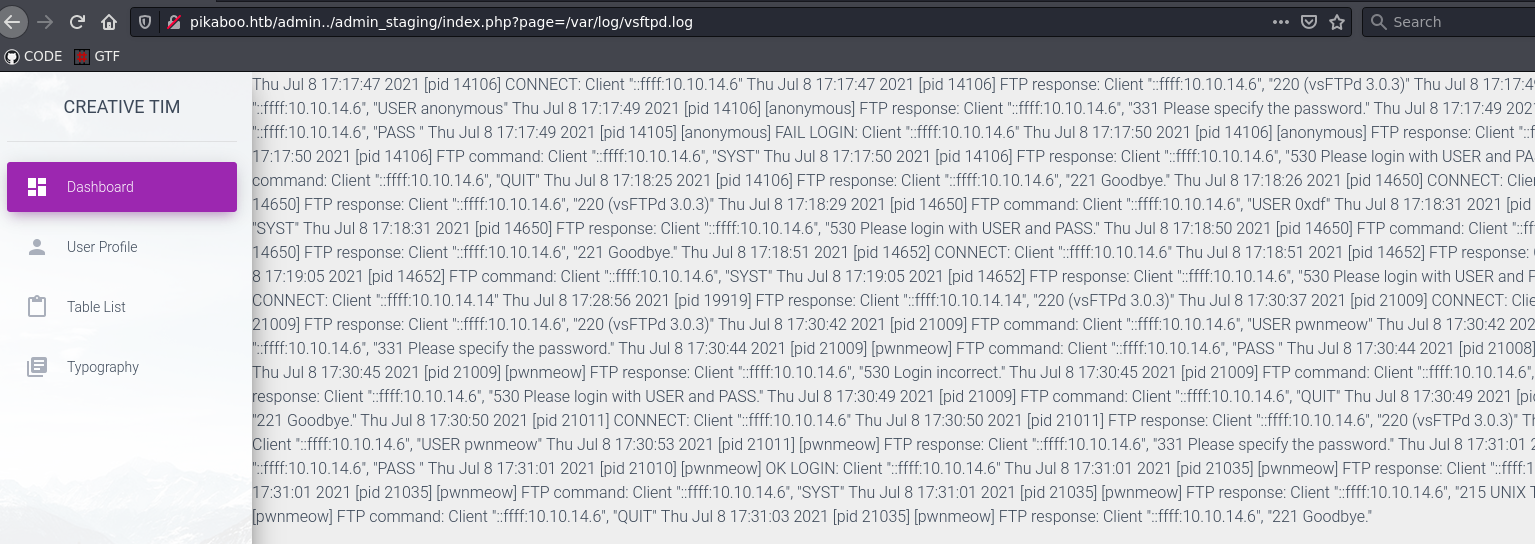 pikaboo.htb/admin../admin_staging/index.php?page=/var/log/vsftpd.log
Search
CODE GTF
CREATIVE TIM
Dashboard
User Profile
Table List
Typography
Thu Jul 8 17:17:47 2021 [pid 14106] CONNECT: Client "::ffff:10.10.14.6" Thu Jul 8 17:17:47 2021 [pid 14106] FTP response: Client "::ffff:10.10.14.6", "220 (vsFTPd 3.0.3)" Thu Jul 8 17:17:49
"::ffff:10.10.14.6", "USER anonymous" Thu Jul 8 17:17:49 2021 [pid 14106] [anonymous] FTP response: Client "::ffff:10.10.14.6", "331 Please specify the password." Thu Jul 8 17:17:49 202
"::ffff:10.10.14.6", "PASS " Thu Jul 8 17:17:49 2021 [pid 14105] [anonymous] FAIL LOGIN: Client "::ffff:10.10.14.6" Thu Jul 8 17:17:50 2021 [pid 14106] [anonymous] FTP response: Client "::f
17:17:50 2021 [pid 14106] FTP command: Client "::ffff:10.10.14.6", "SYST" Thu Jul 8 17:17:50 2021 [pid 14106] FTP response: Client "::ffff:10.10.14.6", "530 Please login with USER and PA
command: Client "::ffff:10.10.14.6", "QUIT" Thu Jul 8 17:18:25 2021 [pid 14106] FTP response: Client "::ffff:10.10.14.6", "221 Goodbye." Thu Jul 8 17:18:26 2021 [pid 14650] CONNECT: Clie
14650] FTP response: Client "::ffff:10.10.14.6", "220 (vsFTPd 3.0.3)" Thu Jul 8 17:18:29 2021 [pid 14650] FTP command: Client "::ffff:10.10.14.6", "USER 0xdf" Thu Jul 8 17:18:31 2021 [pid
"SYST" Thu Jul 8 17:18:31 2021 [pid 14650] FTP response: Client "::ffff:10.10.14.6", "530 Please login with USER and PASS." Thu Jul 8 17:18:50 2021 [pid 14650] FTP command: Client "::ff
14650] FTP response: Client "::ffff:10.10.14.6", "221 Goodbye." Thu Jul 8 17:18:51 2021 [pid 14652] CONNECT: Client "::ffff:10.10.14.6" Thu Jul 8 17:18:51 2021 [pid 14652] FTP response: C
8 17:19:05 2021 [pid 14652] FTP command: Client "::ffff:10.10.14.6", "SYST" Thu Jul 8 17:19:05 2021 [pid 14652] FTP response: Client "::ffff:10.10.14.6", "530 Please login with USER and P
CONNECT: Client "::ffff:10.10.14.14" Thu Jul 8 17:28:56 2021 [pid 19919] FTP response: Client "::ffff:10.10.14.14", "220 (vsFTPd 3.0.3)" Thu Jul 8 17:30:37 2021 [pid 21009] CONNECT: Clie
21009] FTP response: Client "::ffff:10.10.14.6", "220 (vsFTPd 3.0.3)" Thu Jul 8 17:30:42 2021 [pid 21009] FTP command: Client "::ffff:10.10.14.6", "USER pwnmeow" Thu Jul 8 17:30:42 202
"::ffff:10.10.14.6", "331 Please specify the password." Thu Jul 8 17:30:44 2021 [pid 21009] [pwnmeow] FTP command: Client "::ffff:10.10.14.6", "PASS " Thu Jul 8 17:30:44 2021 [pid 21008]
Thu Jul 8 17:30:45 2021 [pid 21009] [pwnmeow] FTP response: Client "::ffff:10.10.14.6", "530 Login incorrect." Thu Jul 8 17:30:45 2021 [pid 21009] FTP command: Client "::ffff:10.10.14.6",
response: Client "::ffff:10.10.14.6", "530 Please login with USER and PASS." Thu Jul 8 17:30:49 2021 [pid 21009] FTP command: Client "::ffff:10.10.14.6", "QUIT" Thu Jul 8 17:30:49 2021 [pi
"221 Goodbye." Thu Jul 8 17:30:50 2021 [pid 21011] CONNECT: Client "::ffff:10.10.14.6" Thu Jul 8 17:30:50 2021 [pid 21011] FTP response: Client "::ffff:10.10.14.6", "220 (vsFTPd 3.0.3)" T
Client "::ffff:10.10.14.6", "USER pwnmeow" Thu Jul 8 17:30:53 2021 [pid 21011] [pwnmeow] FTP response: Client "::ffff:10.10.14.6", "331 Please specify the password." Thu Jul 8 17:31:01 2
"::ffff:10.10.14.6", "PASS " Thu Jul 8 17:31:01 2021 [pid 21010] [pwnmeow] OK LOGIN: Client "::ffff:10.10.14.6" Thu Jul 8 17:31:01 2021 [pid 21035] [pwnmeow] FTP response: Client "::ffff:1
17:31:01 2021 [pid 21035] [pwnmeow] FTP command: Client "::ffff:10.10.14.6", "SYST" Thu Jul 8 17:31:01 2021 [pid 21035] [pwnmeow] FTP response: Client "::ffff:10.10.14.6", "215 UNIX T
[pwnmeow] FTP command: Client "::ffff:10.10.14.6", "QUIT" Thu Jul 8 17:31:03 2021 [pid 21035] [pwnmeow] FTP response: Client "::ffff:10.10.14.6", "221 Goodbye."